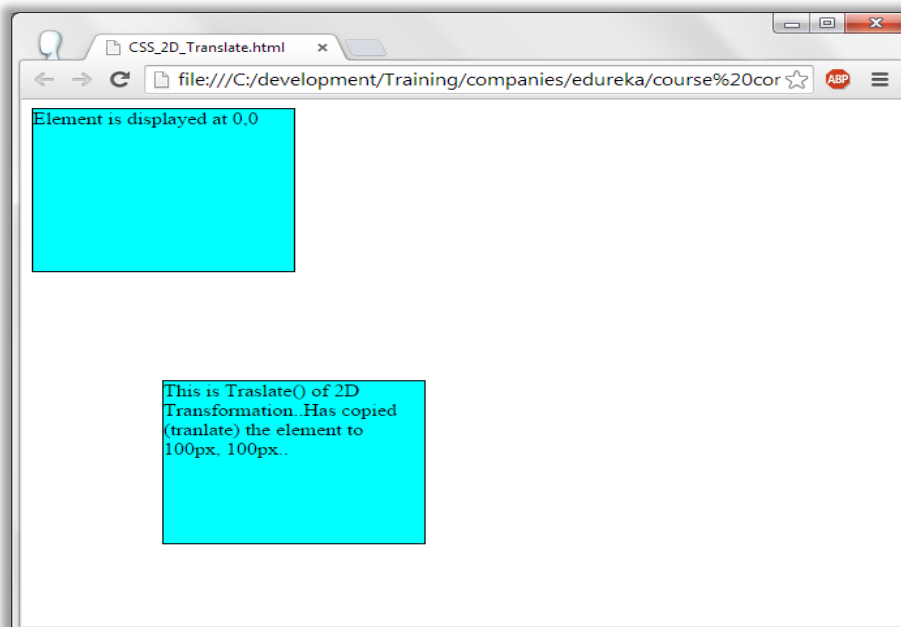 CSS_2D_Translate.html
file:///C:/development/Training/companies/edureka/course%20cor
ABP
Element is displayed at 0,0
This is Traslate() of 2D
Transformation..Has copied
(tranlate) the element to
100px, 100px..